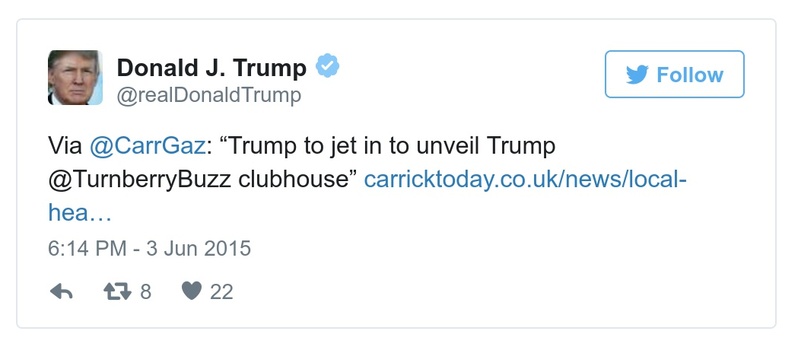 Donald J. Trump
@realDonaldTrump
Follow
Via @CarrGaz: “Trump to jet in to unveil Trump
@TurnberryBuzz clubhouse” carricktoday.co.uk/news/local-
hea…
6:14 PM - 3 Jun 2015
8 22